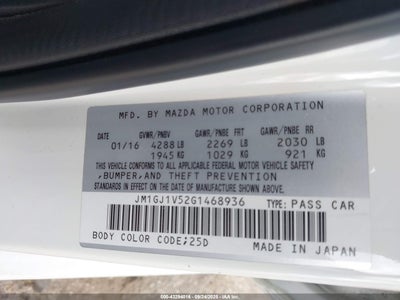 MFD. BY MAZDA MOTOR CORPORATION
GVWR/PNBV GAWR/PNBE FRT GAWR/PNBE RR
01/16 4288 LB 2269 LB 2030 LB
1945 KG 1029 KG 921 KG
THIS VEHICLE CONFORMS TO ALL APPLICABLE FEDERAL MOTOR VEHICLE SAFETY
,BUMPER,AND THEFT PREVENTION
STANDARDS IN EFFECT ON THE DATE OF MANUFACTURE SHOWN ABOVE.
JM1GJ1V52G1468936 TYPE: PASS CAR
BODY COLOR CODE;25D
MADE IN JAPAN